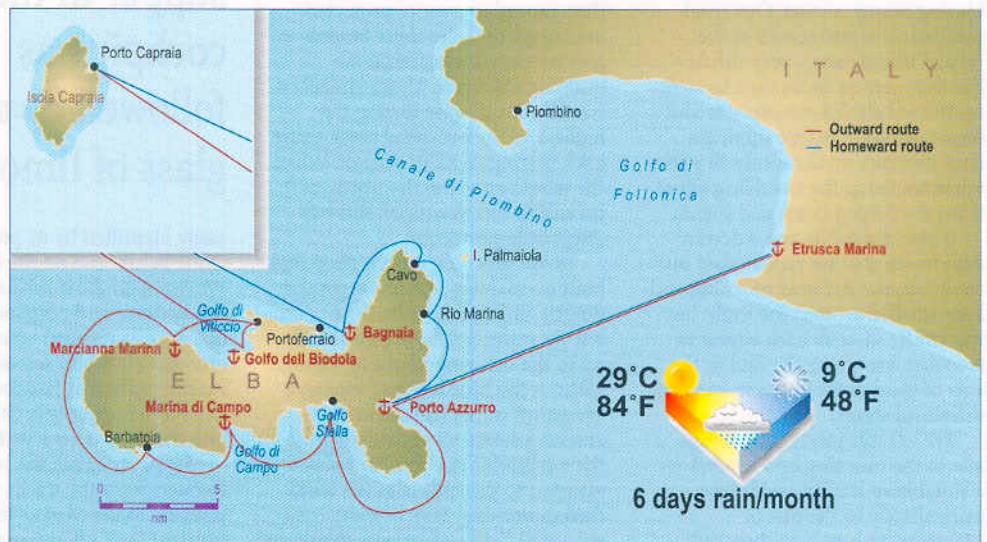 Porto Capraia
Isola Capraia
ITALY
Piombino
Outward route
Homeward route
Canale di Piombino
Golfo di
Follonica
I. Palmaiola
Etrusca Marina
Cavo
Rio Marina
Golfo di
Viticcio
Portoferraio
Bagnaia
Marcianna Marina
Golfo dell Biodola
ELBA
Marina di Campo
Golfo
Stella
Porto Azzurro
Barbatoia
Golfo di
Campo
0 5
nm
29°C
84°F
9°C
48°F
6 days rain/month